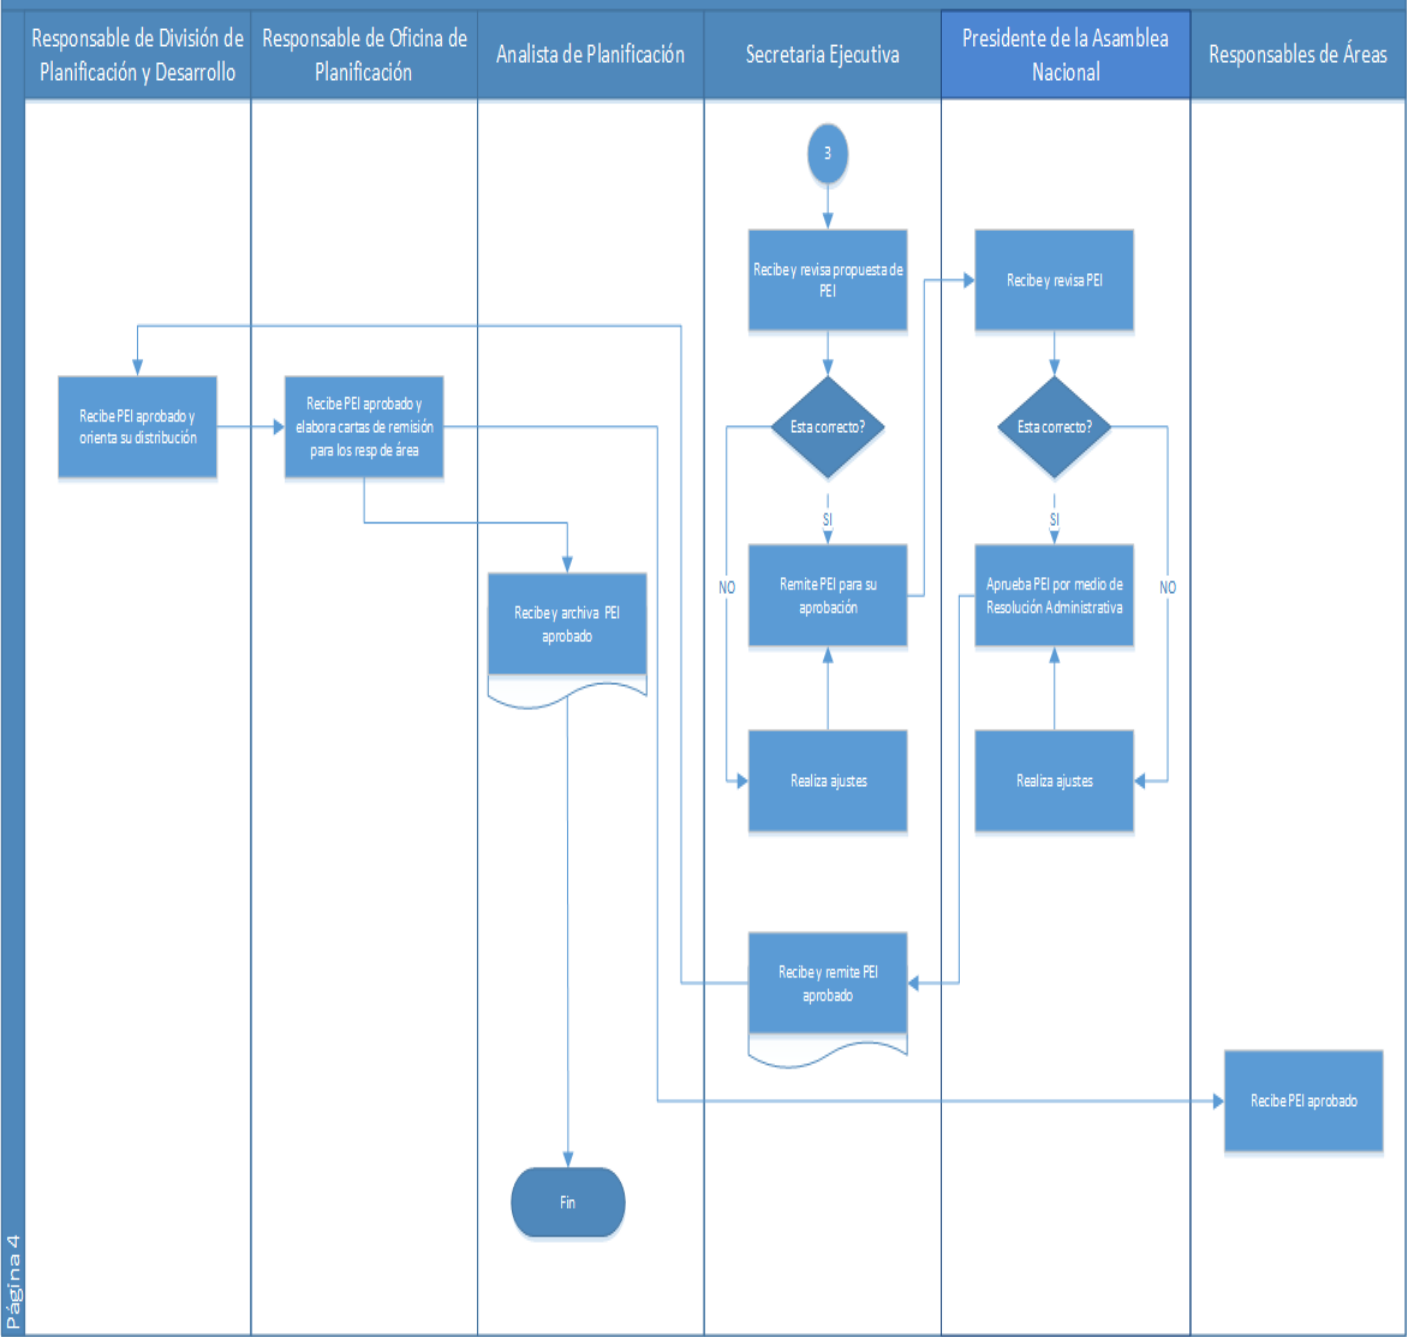 Responsable de División de
Planificación y Desarrollo
Responsable de Oficina de
Planificación
Analista de Planificación
Secretaria Ejecutiva
Presidente de la Asamblea
Nacional
Responsables de Áreas
3
Recibe y revisa propuesta de
PEI
Recibe y revisa PEI
Recibe PEI aprobado y
orienta su distribución
Recibe PEI aprobado y
elabora cartas de remisión
para los resp de área
Esta correcto?
Esta correcto?
SI
SI
NO
Remite PEI para su
aprobación
Aprueba PEI por medio de
Resolución Administrativa
NO
Recibe y archiva PEI
aprobado
Realiza ajustes
Realiza ajustes
Recibe y remite PEI
aprobado
Recibe PEI aprobado
Fin
Página 4